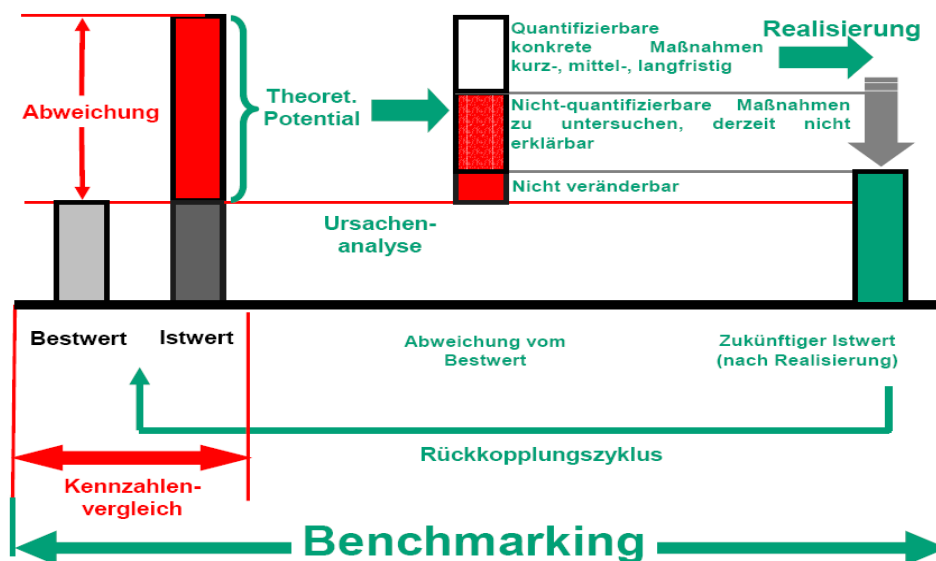 Abweichung
Theoret.
Potential
Quantifizierbare
konkrete Maßnahmen
kurz-, mittel-, langfristig
Realisierung
Nicht-quantifizierbare Maßnahmen
zu untersuchen, derzeit nicht
erklärbar
Nicht veränderbar
Ursachen-
analyse
Bestwert
Istwert
Abweichung vom
Bestwert
Zukünftiger Istwert
(nach Realisierung)
Rückkopplungszyklus
Kennzahlen-
vergleich
Benchmarking